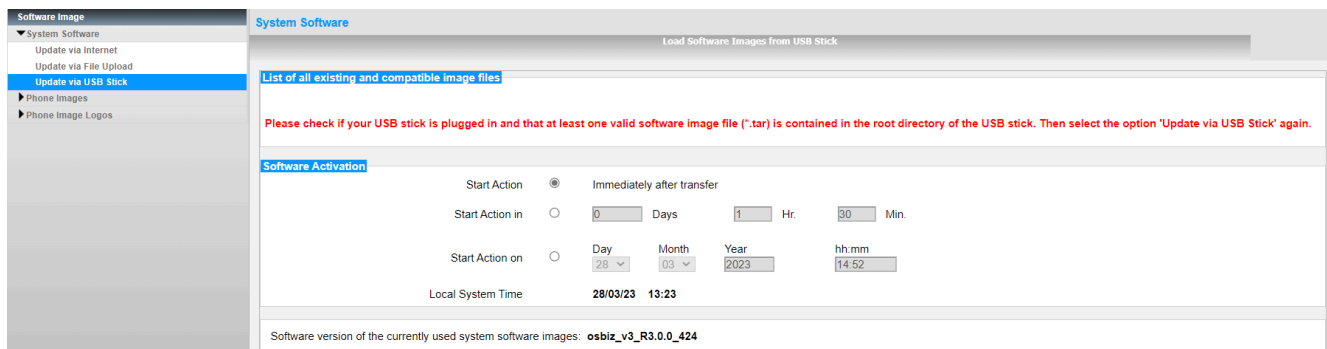 Software Image
System Software
Update via Internet
Update via File Upload
Update via USB Stick
Phone Images
Phone Image Logos
System Software
Load Software Images from USB Stick
List of all existing and compatible image files
Please check if your USB stick is plugged in and that at least one valid software image file (*.tar) is contained in the root directory of the USB stick. Then select the option 'Update via USB Stick' again.
Software Activation
Start Action Immediately after transfer
Start Action in 0 Days 1 Hr. 30 Min.
Day Month Year hh:mm
Start Action on 28 03 2023 14:52
Local System Time 28/03/23 13:23
Software version of the currently used system software images: osbiz_v3_R3.0.0_424